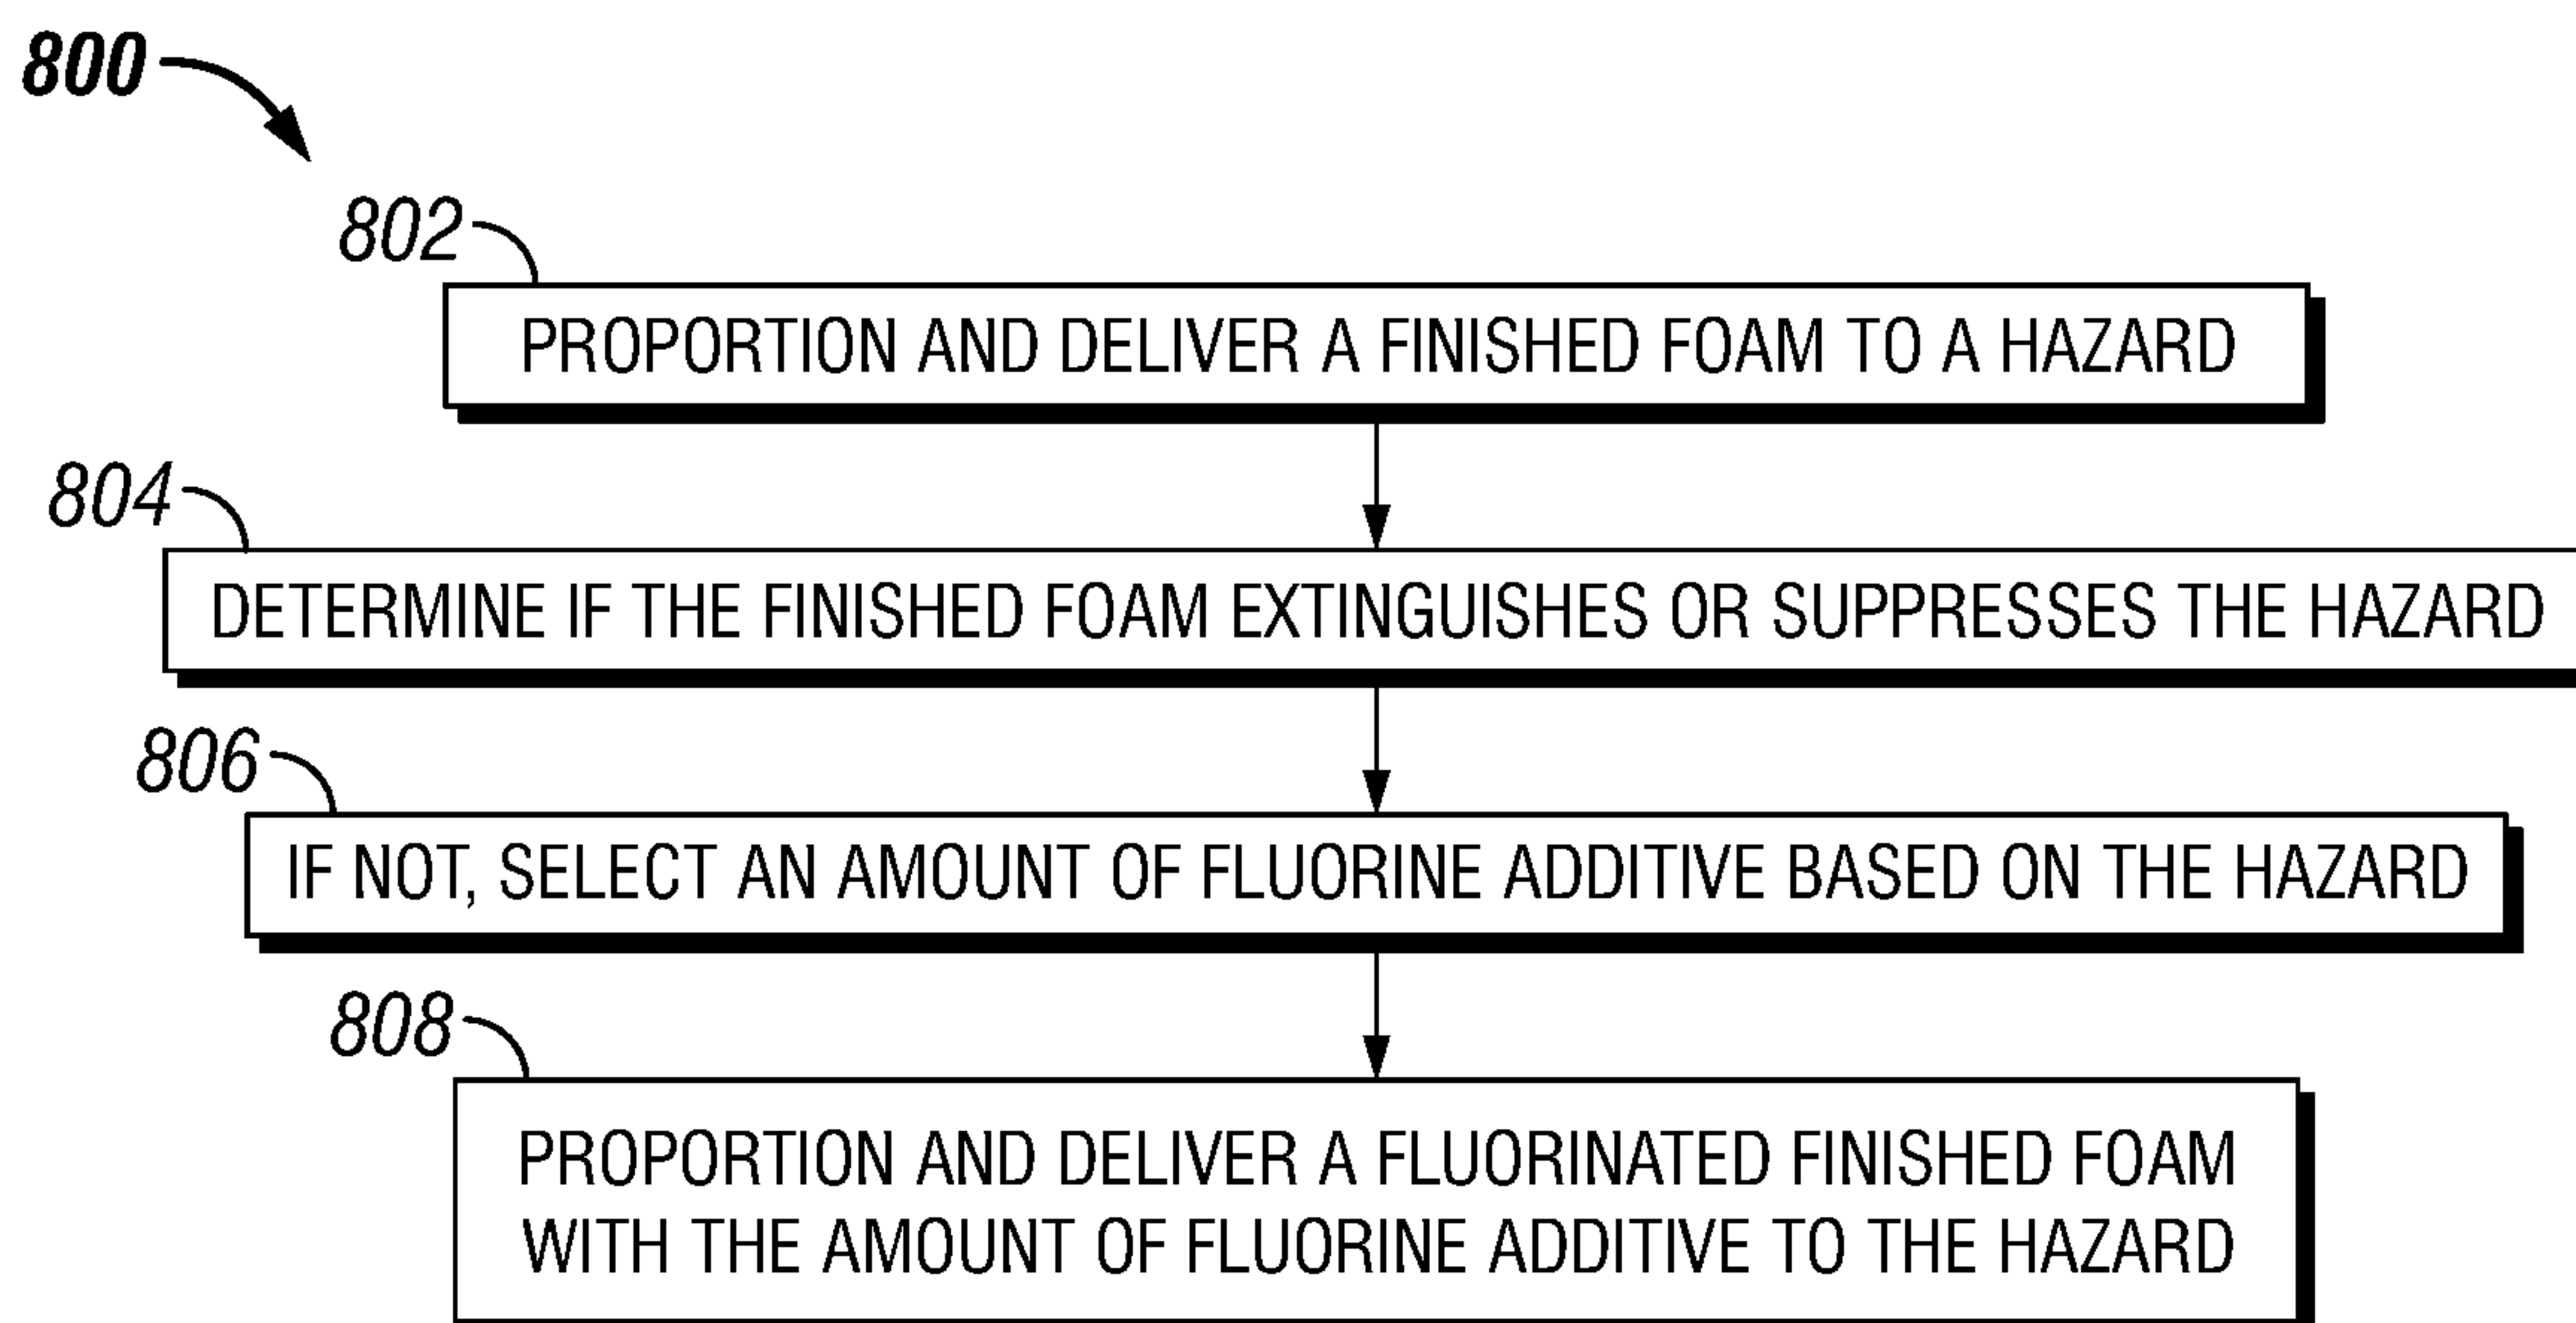 800
802
PROPORTION AND DELIVER A FINISHED FOAM TO A HAZARD
804
DETERMINE IF THE FINISHED FOAM EXTINGUISHES OR SUPPRESSES THE HAZARD
806
IF NOT, SELECT AN AMOUNT OF FLUORINE ADDITIVE BASED ON THE HAZARD
808
PROPORTION AND DELIVER A FLUORINATED FINISHED FOAM
WITH THE AMOUNT OF FLUORINE ADDITIVE TO THE HAZARD